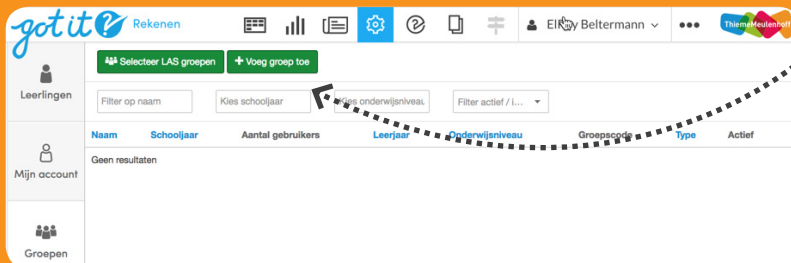 got it? Rekenen
Elroy Beltermann
ThiemeMeulenhoff
Leerlingen
Selecteer LAS groepen
+ Voeg groep toe
Filter op naam
Kies schooljaar
Kies onderwijsniveau
Filter actief / i...
Naam Schooljaar Aantal gebruikers Leerjaar Onderwijsniveau Groepscode Type Actief
Geen resultaten
Mijn account
Groepen